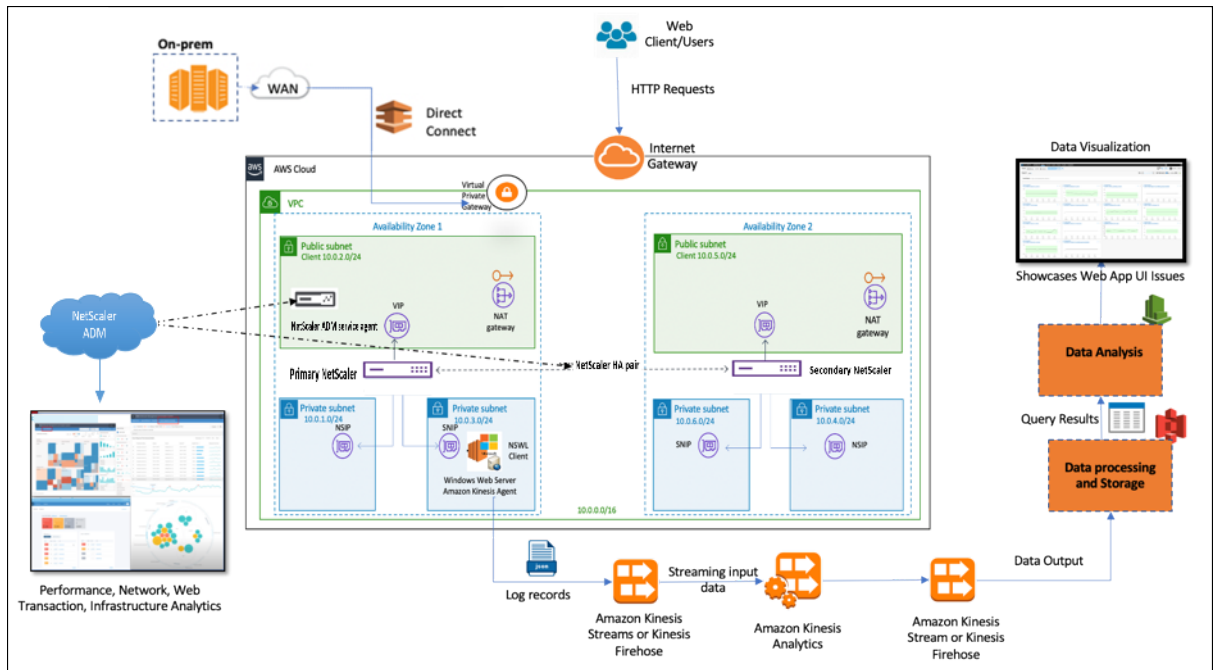 On-prem
WAN
Direct
Connect
Web
Client/Users
HTTP Requests
Internet
Gateway
aws
AWS Cloud
Virtual
Private
Gateway
VPC
Availability Zone 1
Public subnet
Client 10.0.2.0/24
NetScaler ADM service agent
VIP
NAT
gateway
Primary NetScaler
NetScaler HA pair
Availability Zone 2
Public subnet
Client 10.0.5.0/24
VIP
NAT
gateway
Secondary NetScaler
Private subnet
10.0.1.0/24
NSIP
Private subnet
10.0.3.0/24
SNIP
NSWL
Client
Windows Web Server
Amazon Kinesis Agent
Private subnet
10.0.6.0/24
SNIP
Private subnet
10.0.4.0/24
NSIP
10.0.0.0/16
NetScaler
ADM
Performance, Network, Web
Transaction, Infrastructure Analytics
json
Log records
Amazon Kinesis
Streams or Kinesis
Firehose
Streaming input
data
Amazon Kinesis
Analytics
Amazon Kinesis
Stream or Kinesis
Firehose
Data Output
Data processing
and Storage
Query Results
Data Analysis
Showcases Web App UI Issues
Data Visualization